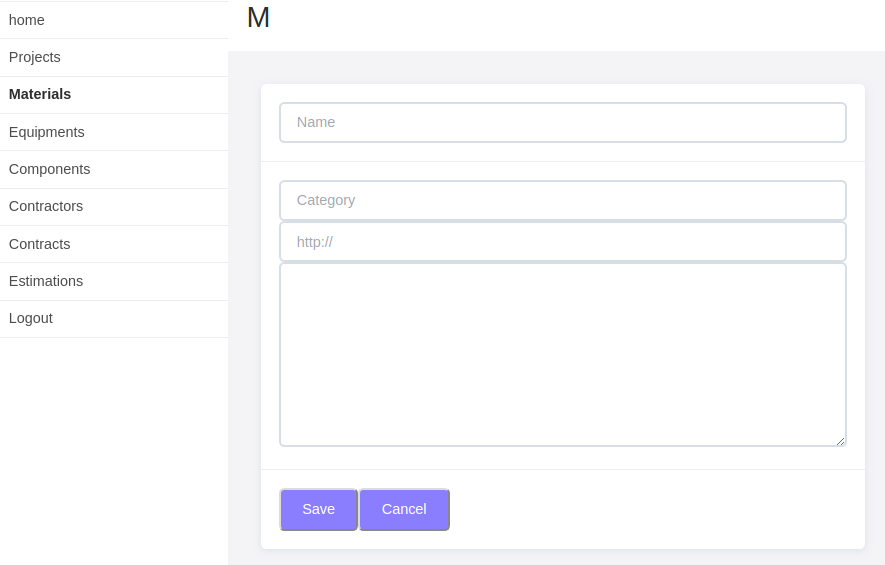 home
Projects
Materials
Equipments
Components
Contractors
Contracts
Estimations
Logout
M
Name
Category
http://
Save
Cancel